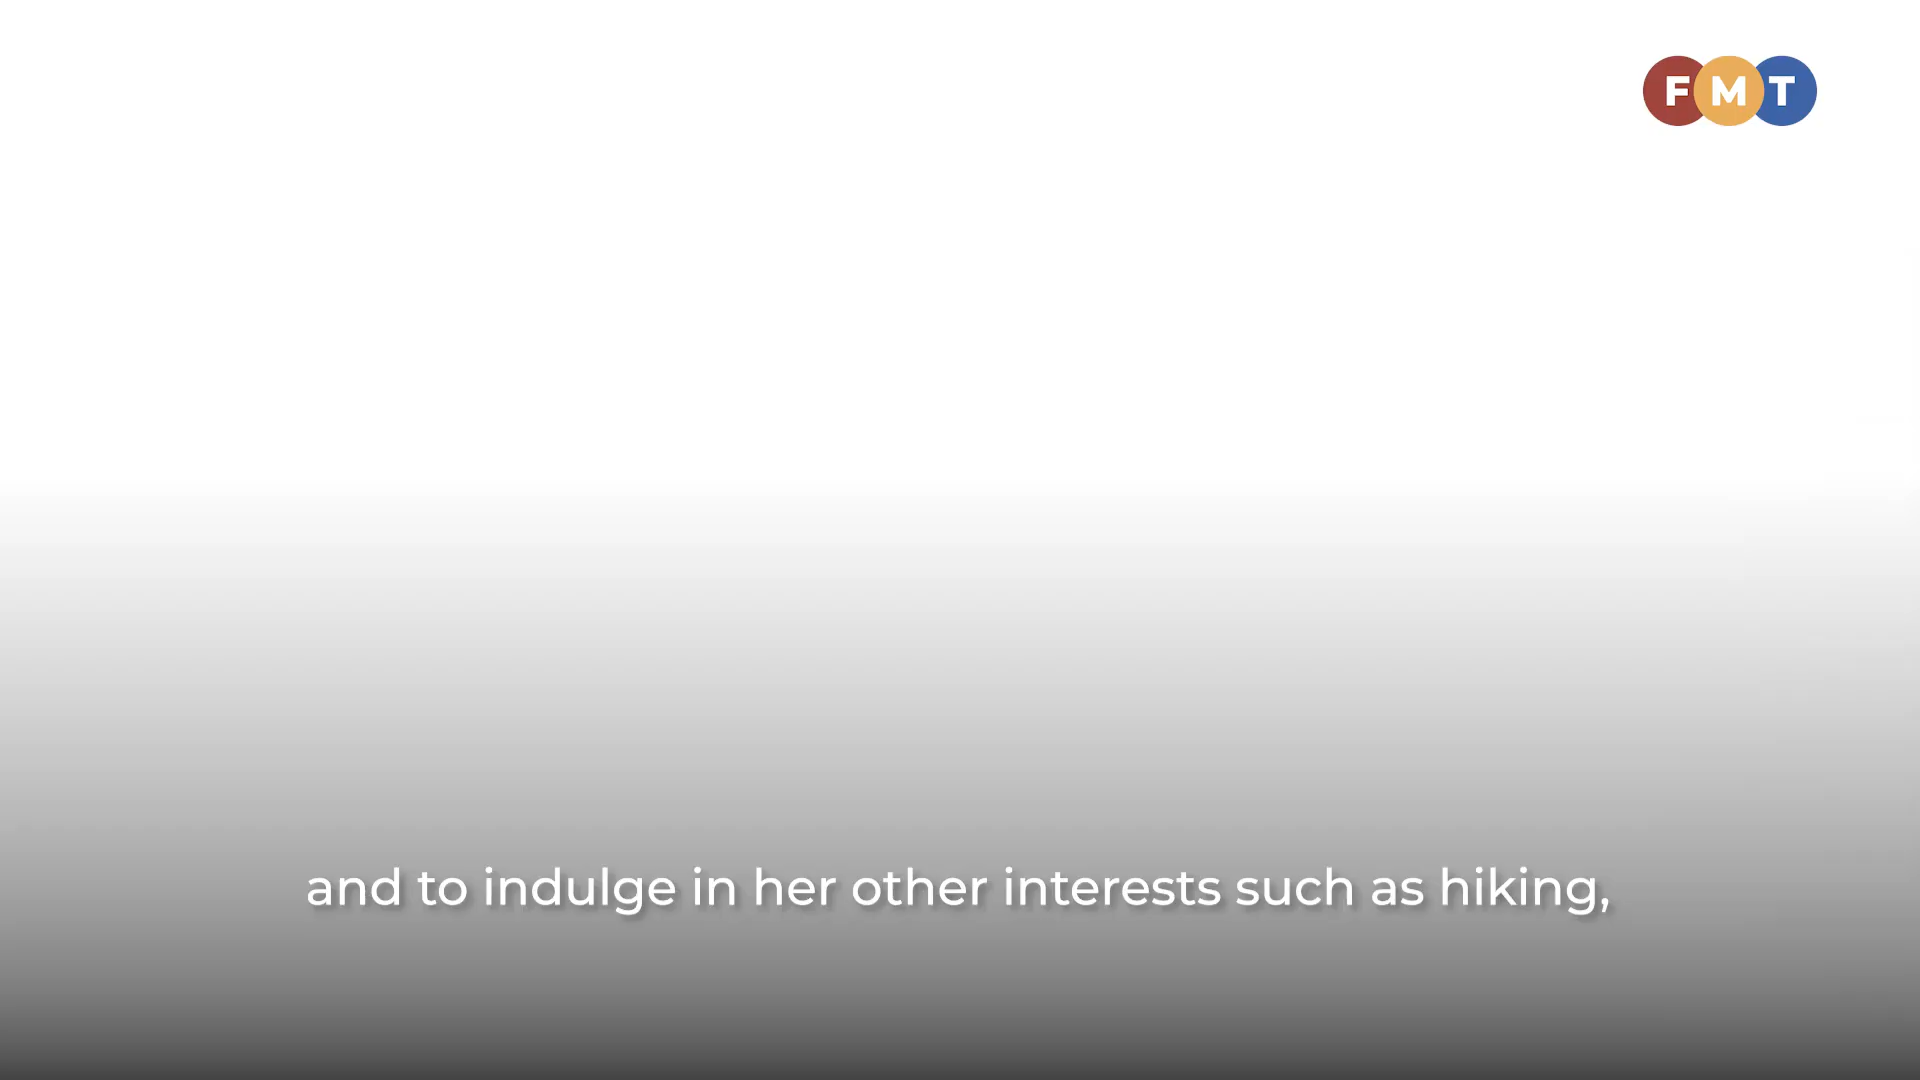 FMT
and to indulge in her other interests such as hiking,